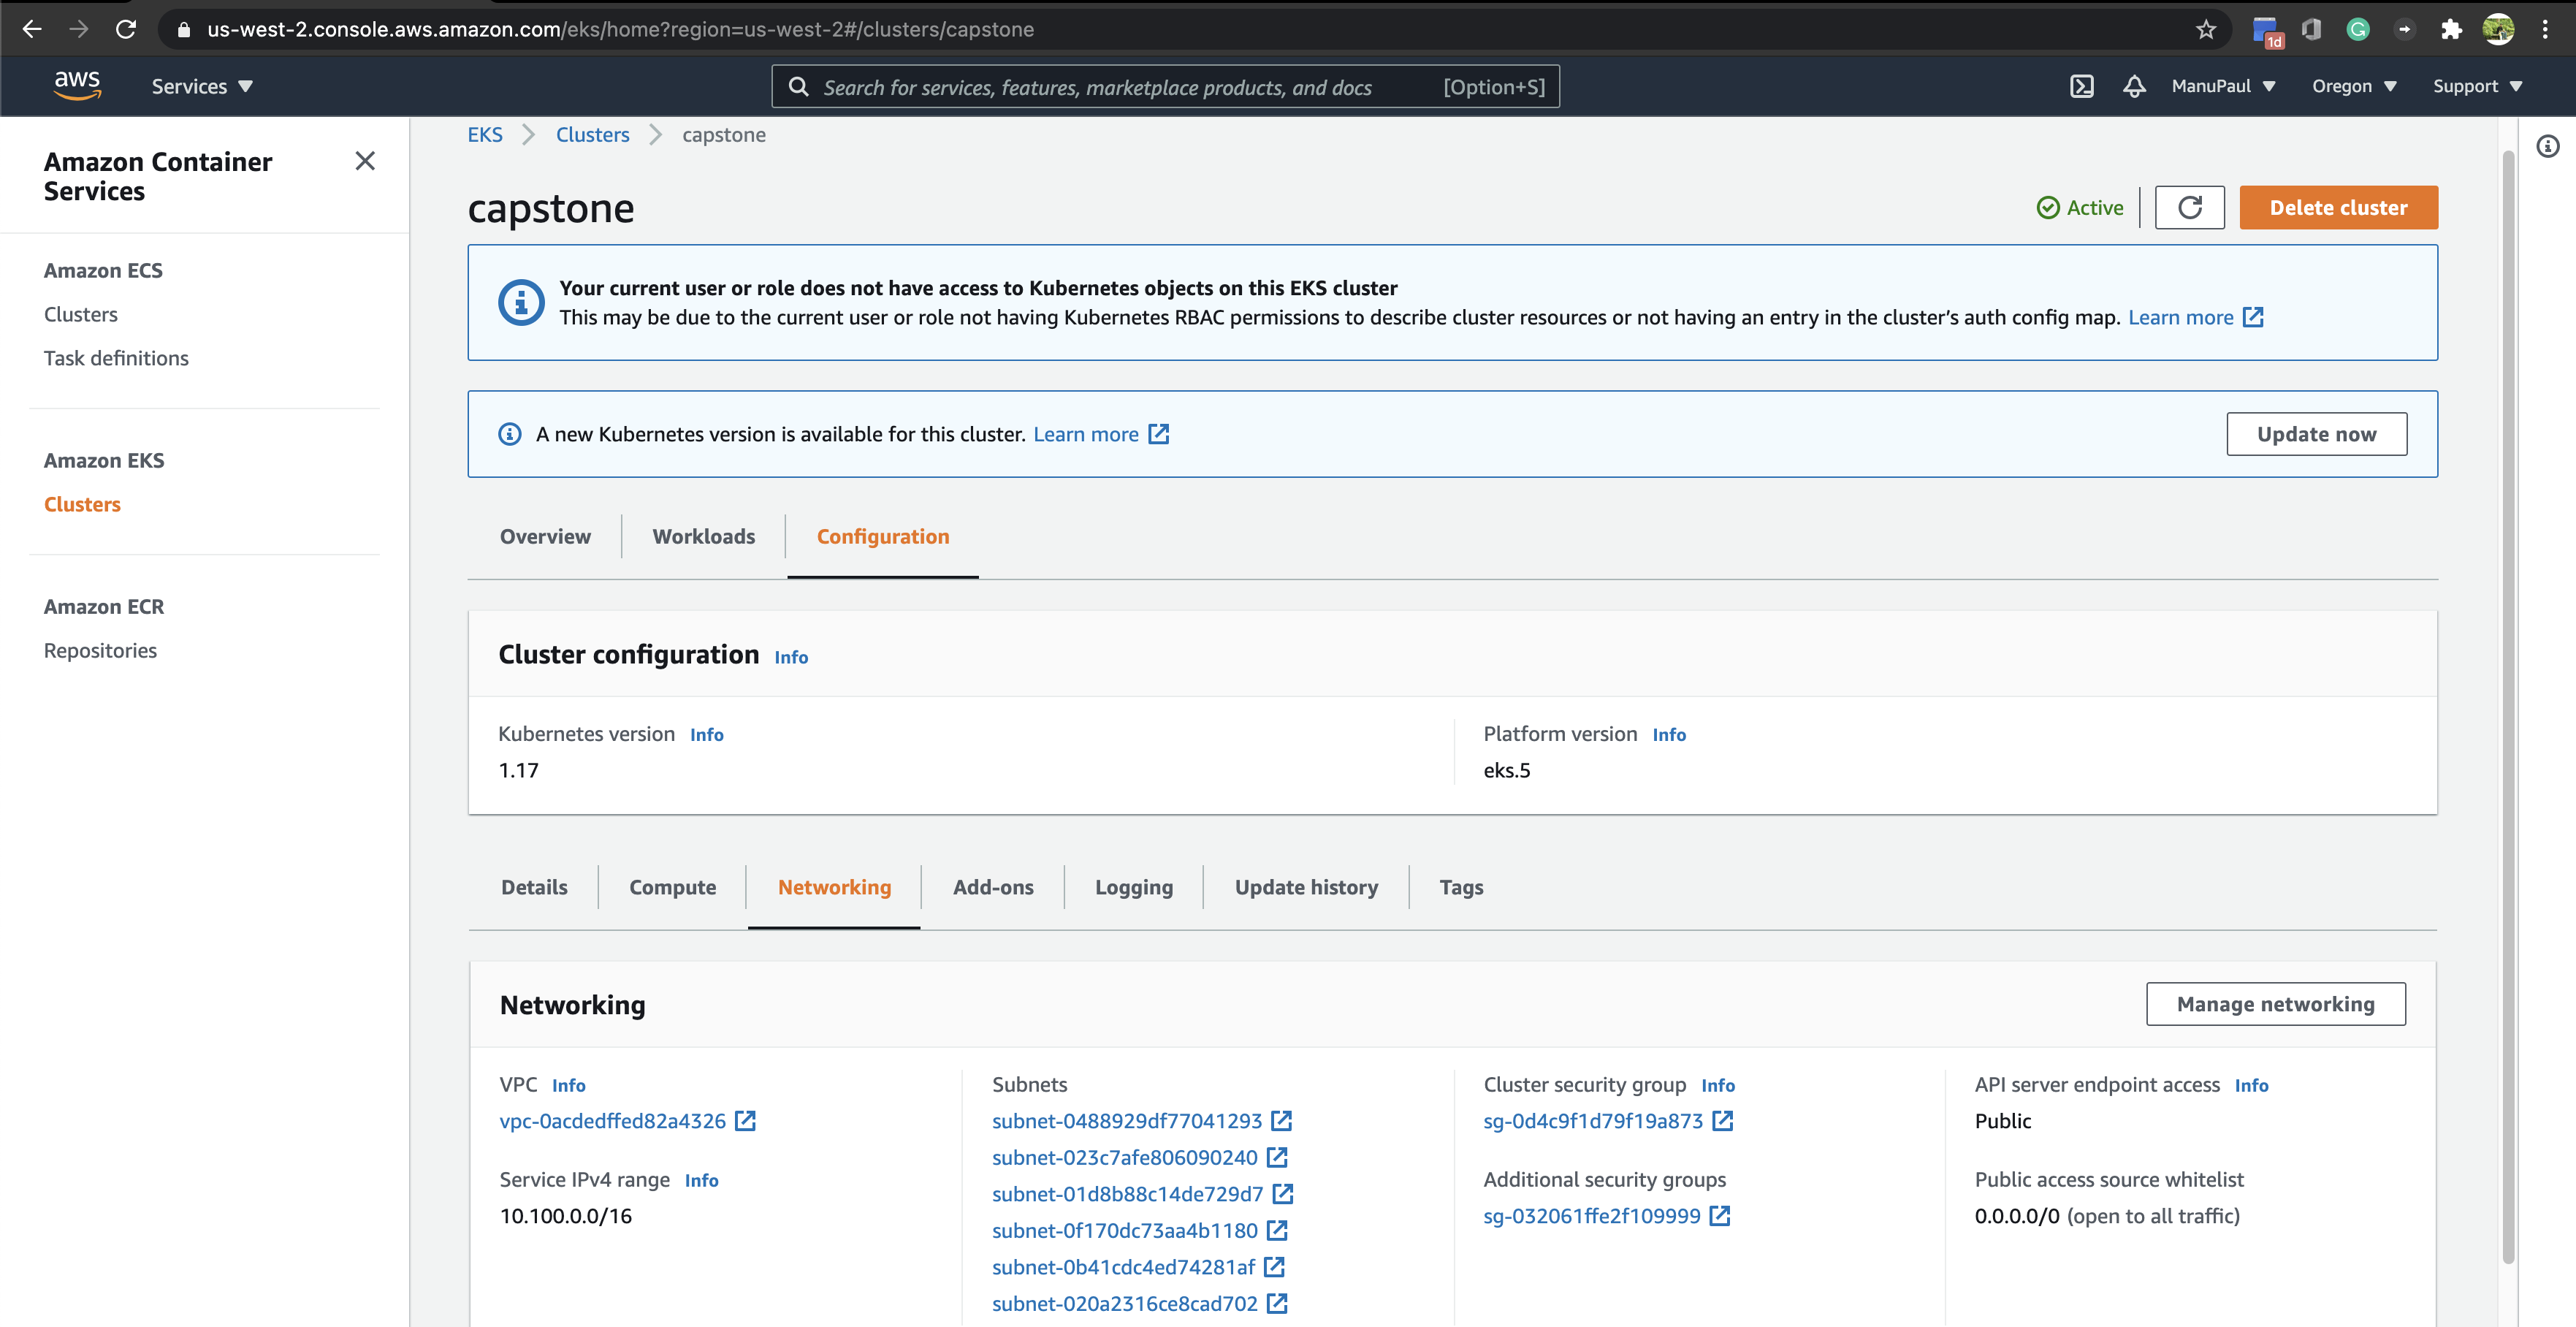 us-west-2.console.aws.amazon.com/eks/home?region=us-west-2#/clusters/capstone
1d
aws
Services
Search for services, features, marketplace products, and docs [Option+S]
ManuPaul
Oregon
Support
Amazon Container
Services
Amazon ECS
Clusters
Task definitions
Amazon EKS
Clusters
Amazon ECR
Repositories
EKS
Clusters
capstone
capstone
Active
Delete cluster
Your current user or role does not have access to Kubernetes objects on this EKS cluster
This may be due to the current user or role not having Kubernetes RBAC permissions to describe cluster resources or not having an entry in the cluster's auth config map. Learn more
A new Kubernetes version is available for this cluster. Learn more
Update now
Overview
Workloads
Configuration
Cluster configuration Info
Kubernetes version Info
1.17
Platform version Info
eks.5
Details
Compute
Networking
Add-ons
Logging
Update history
Tags
Networking
Manage networking
VPC Info
vpc-0acdedffed82a4326
Service IPv4 range Info
10.100.0.0/16
Subnets
subnet-0488929df77041293
subnet-023c7afe806090240
subnet-01d8b88c14de729d7
subnet-0f170dc73aa4b1180
subnet-0b41cdc4ed74281af
subnet-020a2316ce8cad702
Cluster security group Info
sg-0d4c9f1d79f19a873
Additional security groups
sg-032061ffe2f109999
API server endpoint access Info
Public
Public access source whitelist
0.0.0.0/0 (open to all traffic)